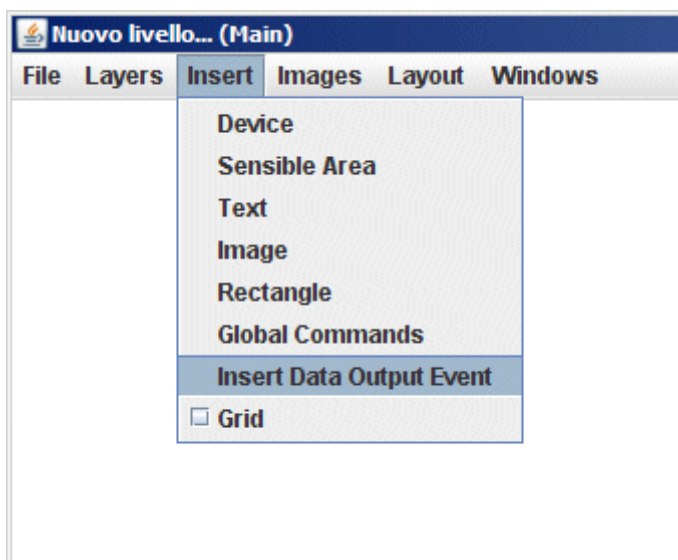 Nuovo livello... (Main)
File Layers Insert Images Layout Windows
Device
Sensible Area
Text
Image
Rectangle
Global Commands
Insert Data Output Event
Grid